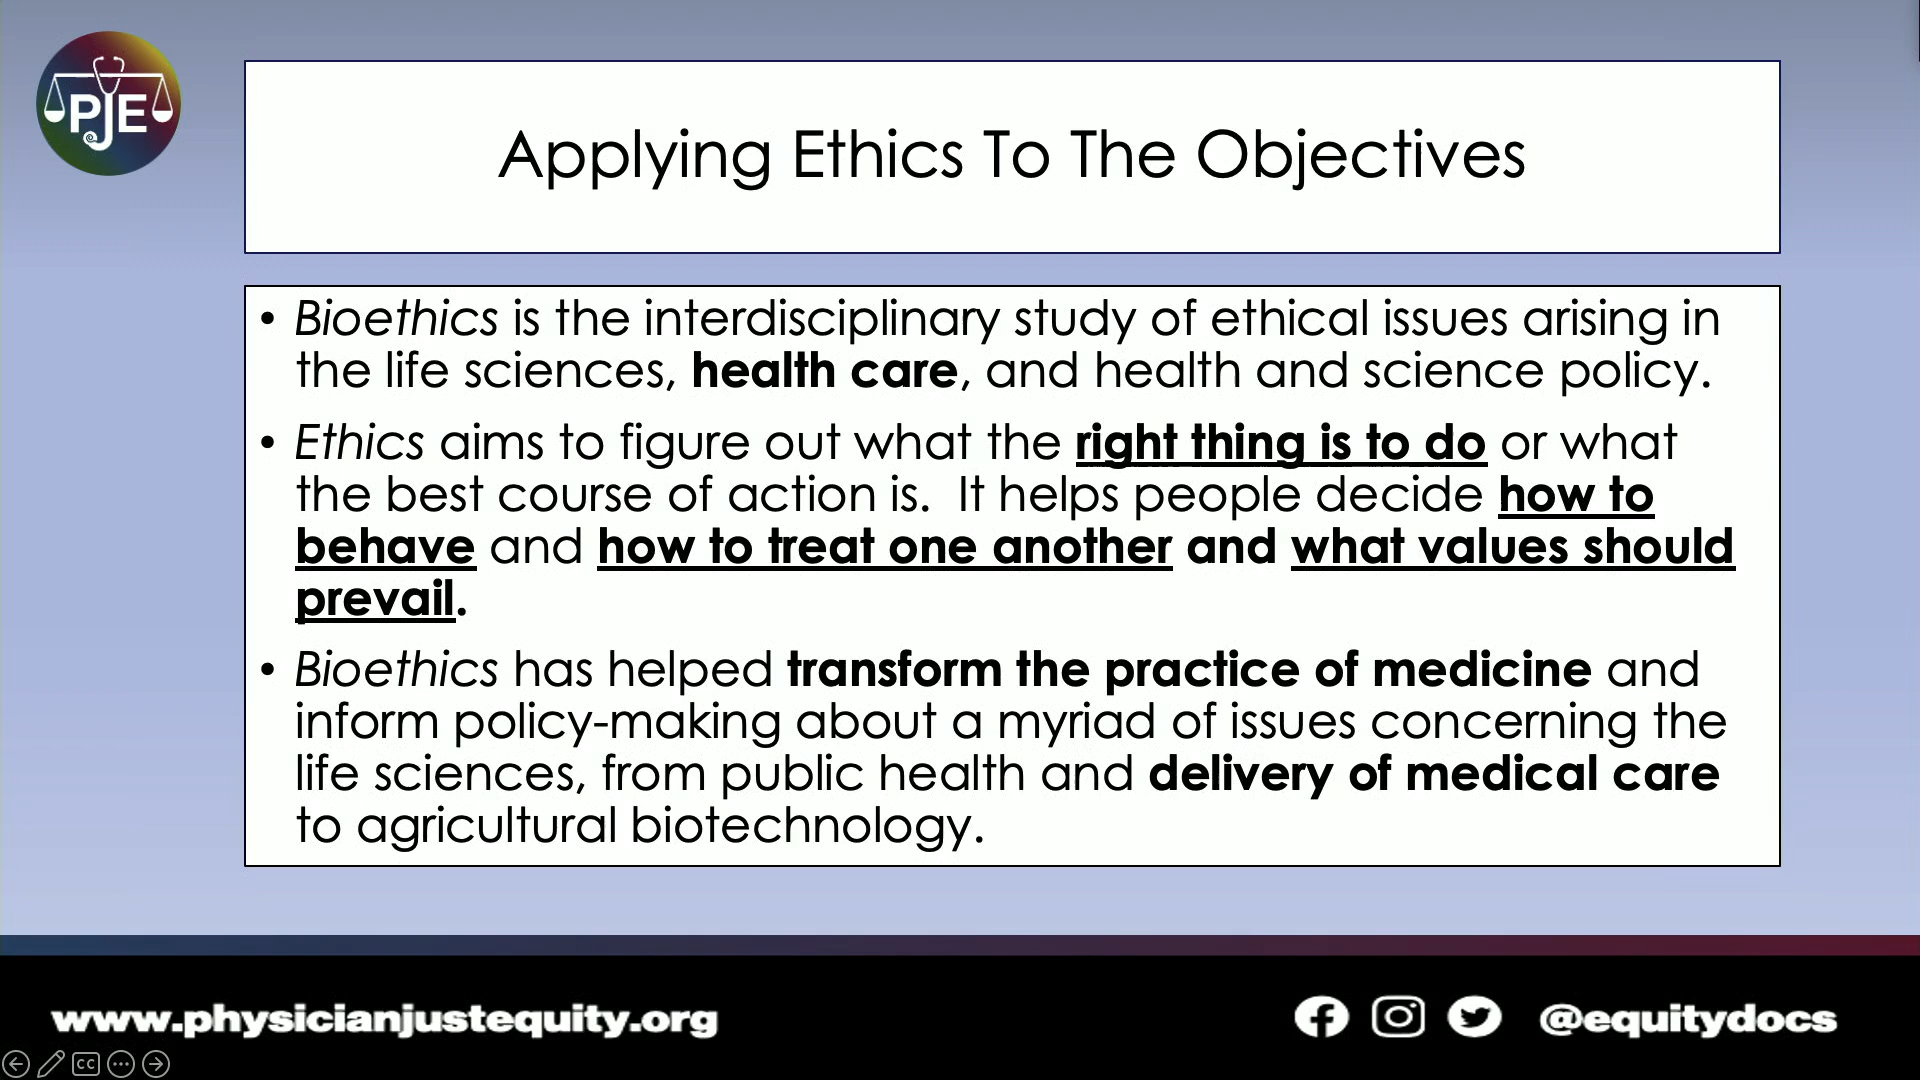 PJE
Applying Ethics To The Objectives
• Bioethics is the interdisciplinary study of ethical issues arising in
the life sciences, health care, and health and science policy.
• Ethics aims to figure out what the right thing is to do or what
the best course of action is.  It helps people decide how to
behave and how to treat one another and what values should
prevail.
• Bioethics has helped transform the practice of medicine and
inform policy-making about a myriad of issues concerning the
life sciences, from public health and delivery of medical care
to agricultural biotechnology.
www.physicianjustequity.org
@equitydocs
CC